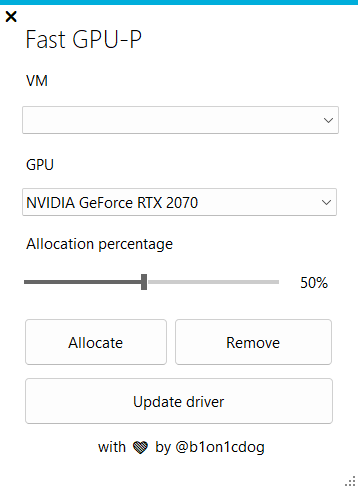 Fast GPU-P
VM
GPU
NVIDIA GeForce RTX 2070
Allocation percentage
50%
Allocate Remove
Update driver
with by @b1on1cdog